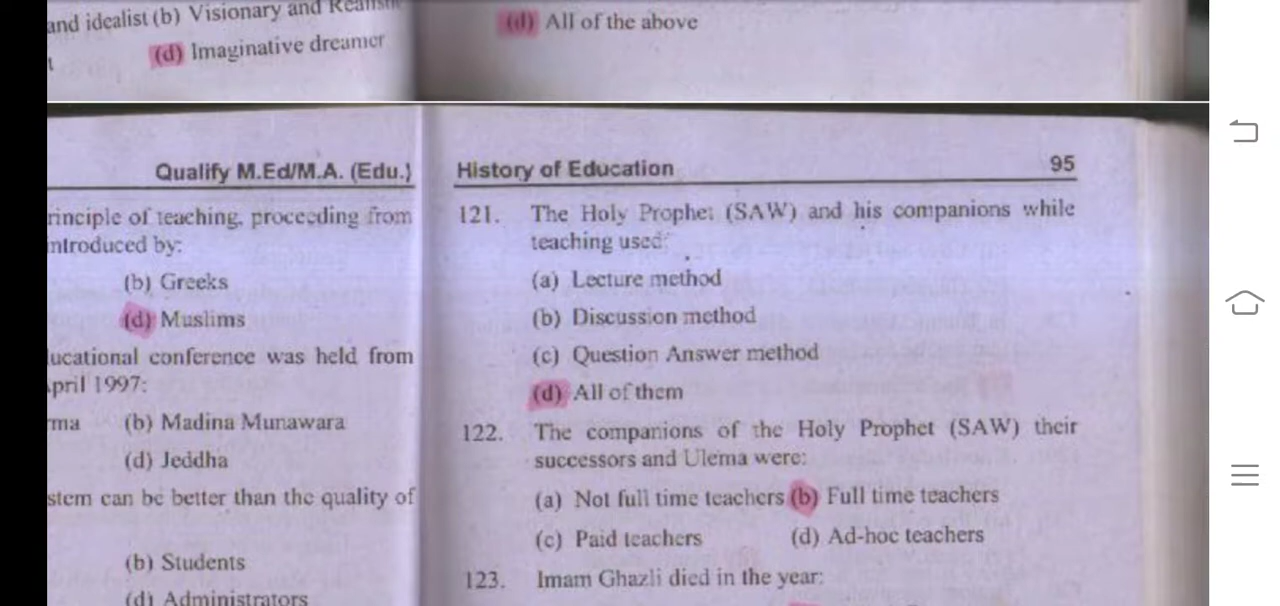 and idealist (b) Visionary and
(d) Imaginative dreamer
(d) All of the above
Qualify M.Ed/M.A. (Edu.)
rinciple of teaching, proceeding from
ntroduced by:
(b) Greeks
(d) Muslims
ucational conference was held from
pril 1997:
ma (b) Madina Munawara
(d) Jeddha
stem can be better than the quality of
(b) Students
(d) Administrators
History of Education 95
121. The Holy Prophet (SAW) and his companions while
teaching used:
(a) Lecture method
(b) Discussion method
(c) Question Answer method
(d) All of them
122. The companions of the Holy Prophet (SAW) their
successors and Ulema were:
(a) Not full time teachers (b) Full time teachers
(c) Paid teachers (d) Ad-hoc teachers
123. Imam Ghazli died in the year: